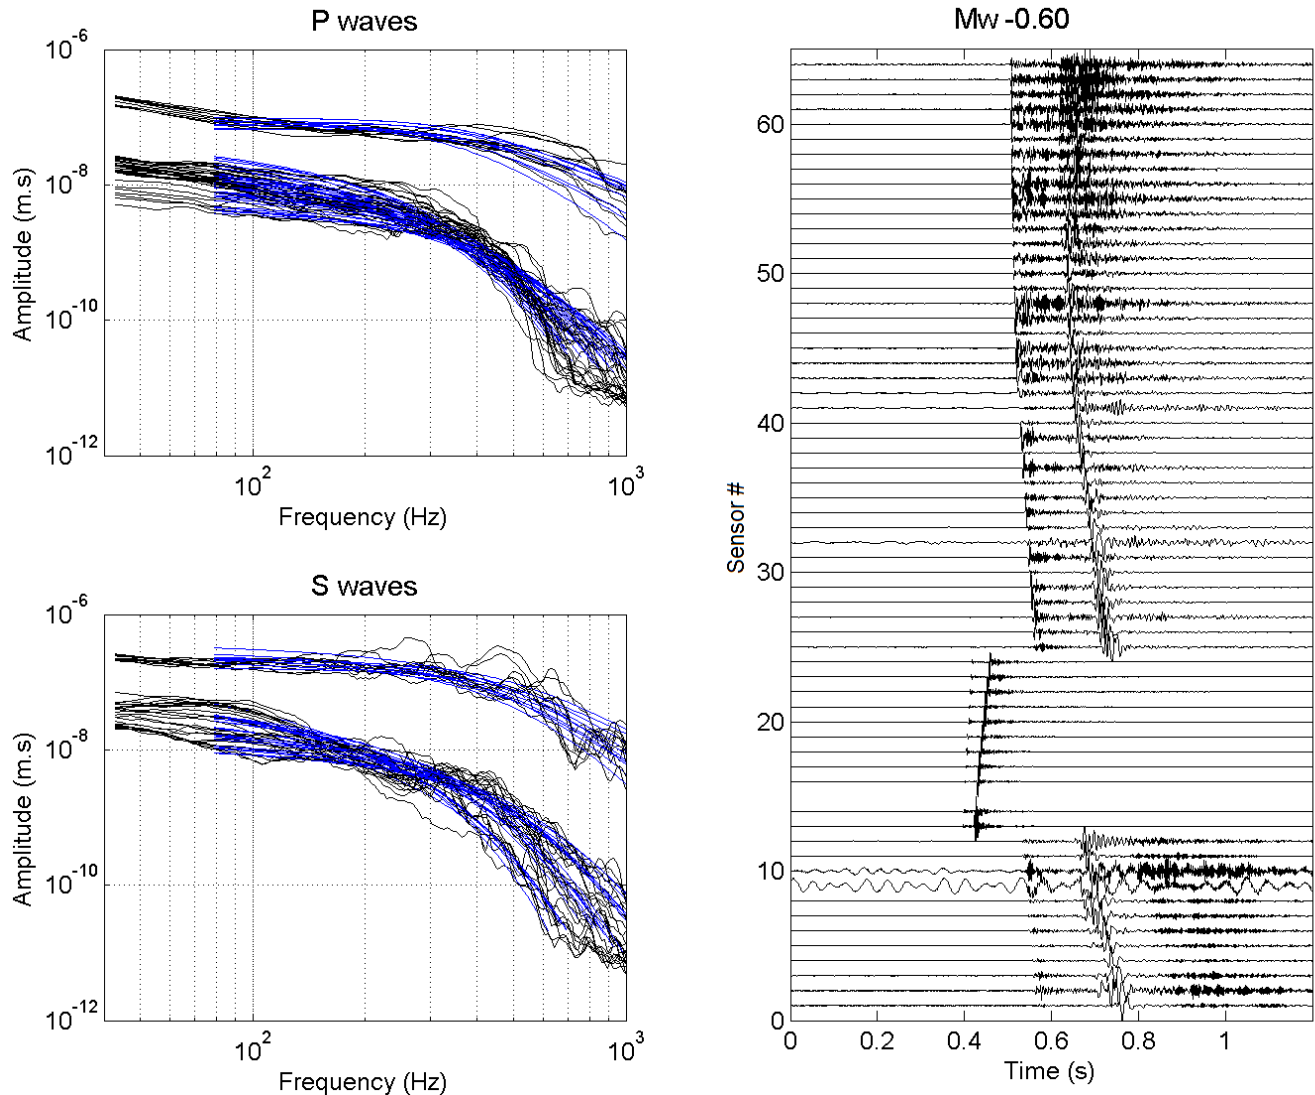 P waves
10^-6
10^-8
10^-10
10^-12
Amplitude (m.s)
10^2
10^3
Frequency (Hz)
S waves
10^-6
10^-8
10^-10
10^-12
Amplitude (m.s)
10^2
10^3
Frequency (Hz)
Mw -0.60
60
50
40
30
20
10
0
Sensor #
0
0.2
0.4
0.6
0.8
1
Time (s)